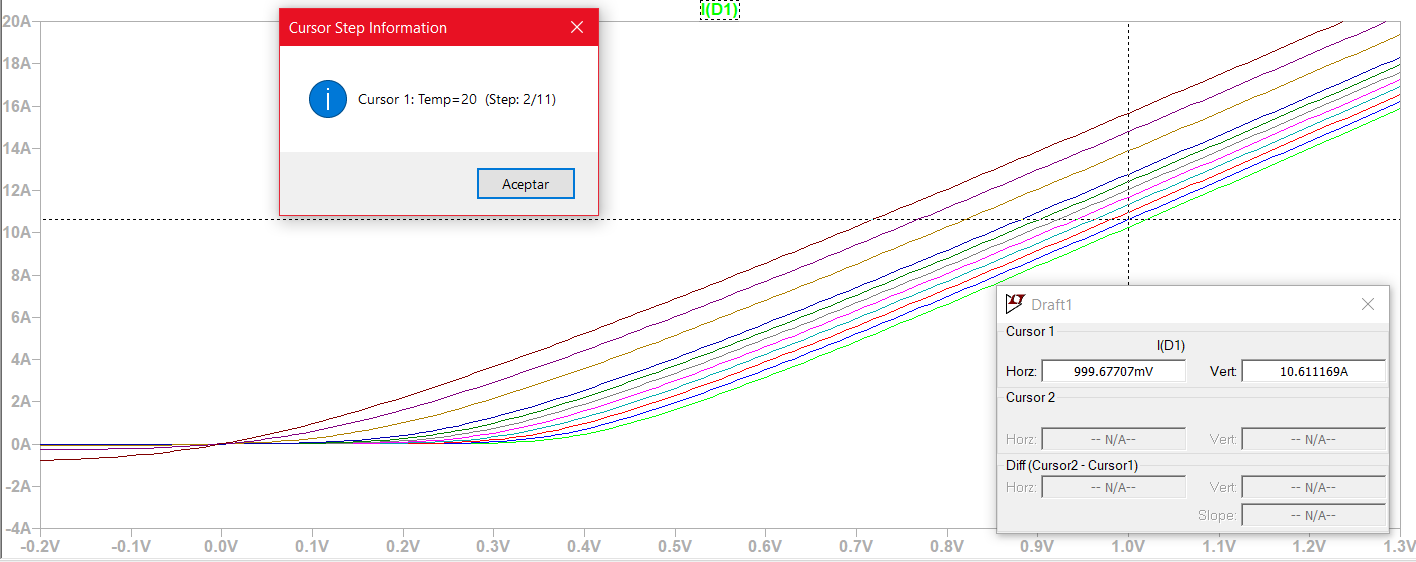 I(D1)
20A
18A
16A
14A
12A
10A
8A
6A
4A
2A
0A
-2A
-4A
-0.2V
-0.1V
0.0V
0.1V
0.2V
0.3V
0.4V
0.5V
0.6V
0.7V
0.8V
0.9V
1.0V
1.1V
1.2V
1.3V
Cursor Step Information
Cursor 1: Temp=20 (Step: 2/11)
Aceptar
Draft1
Cursor 1
I(D1)
Horz: 999.67707mV Vert: 10.611169A
Cursor 2
Horz: -- N/A-- Vert: -- N/A--
Diff (Cursor2 - Cursor1)
Horz: -- N/A-- Vert: -- N/A--
Slope: -- N/A--